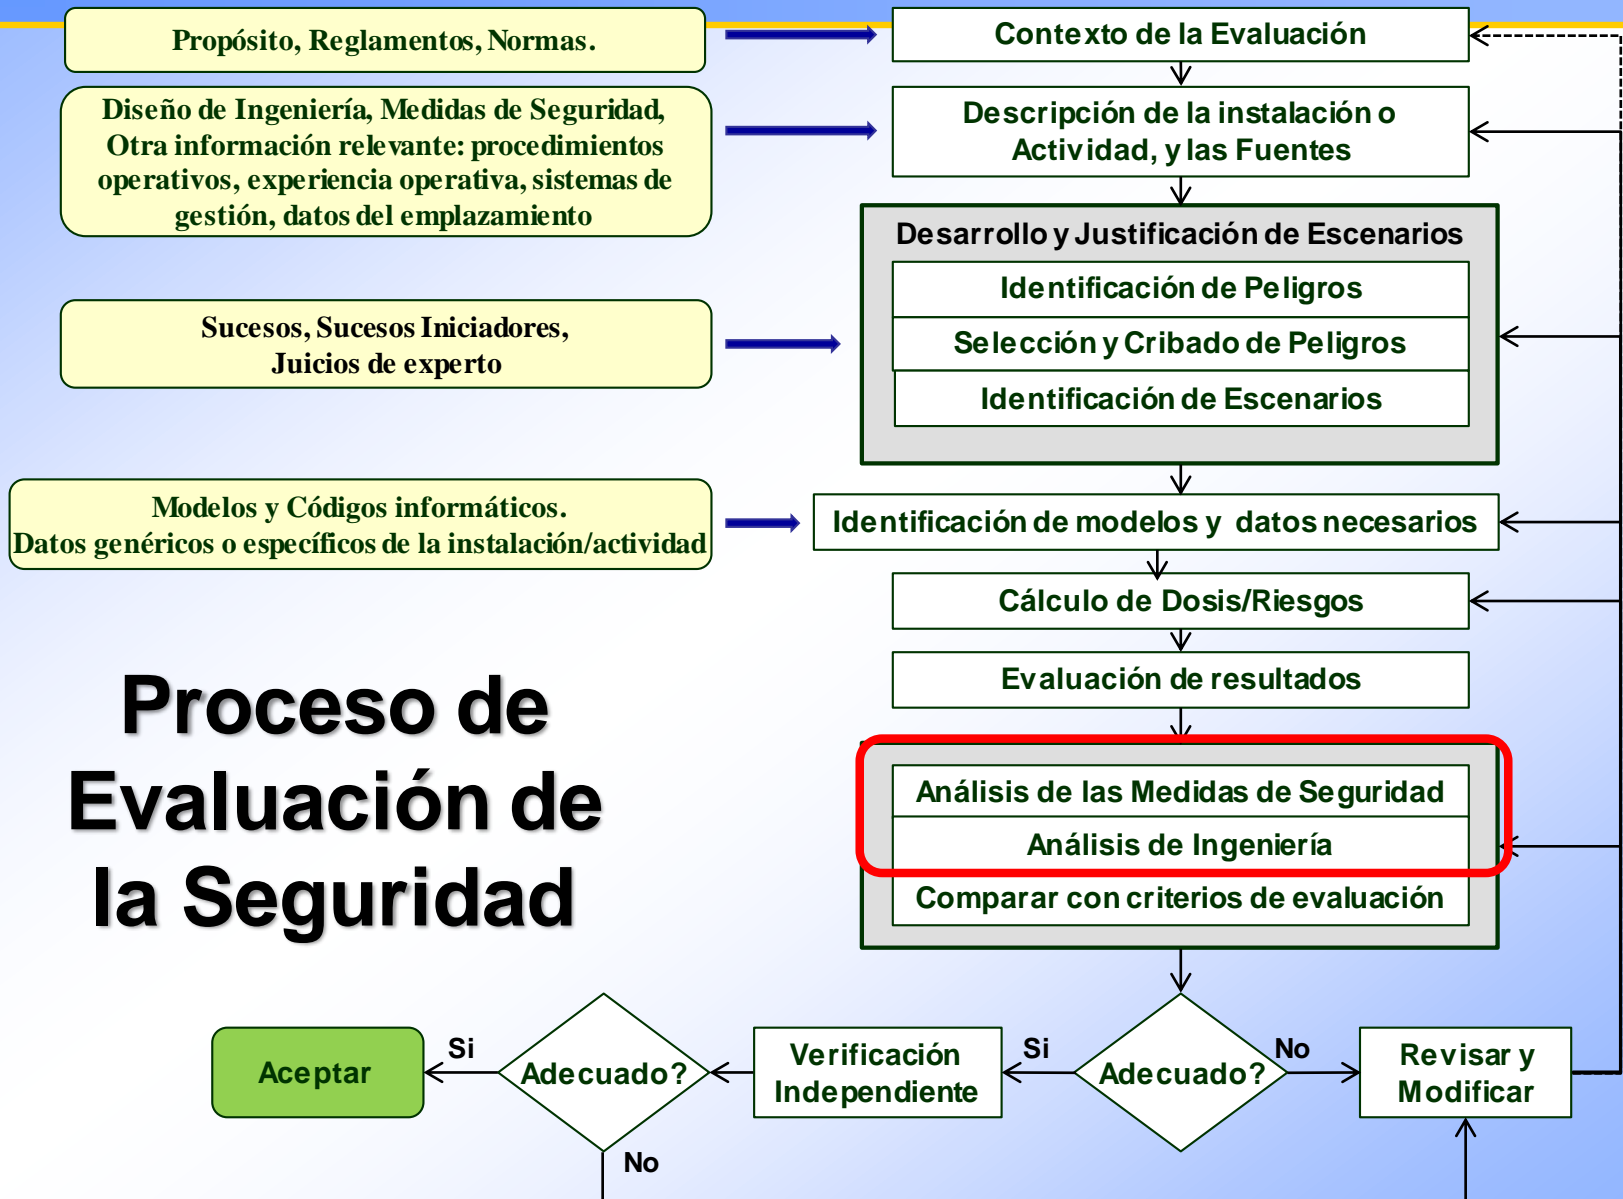 Propósito, Reglamentos, Normas.
Contexto de la Evaluación
Diseño de Ingeniería, Medidas de Seguridad,
Otra información relevante: procedimientos
operativos, experiencia operativa, sistemas de
gestión, datos del emplazamiento
Descripción de la instalación o
Actividad, y las Fuentes
Desarrollo y Justificación de Escenarios
Identificación de Peligros
Selección y Cribado de Peligros
Identificación de Escenarios
Sucesos, Sucesos Iniciadores,
Juicios de experto
Modelos y Códigos informáticos.
Datos genéricos o específicos de la instalación/actividad
Identificación de modelos y datos necesarios
Cálculo de Dosis/Riesgos
Evaluación de resultados
Proceso de
Evaluación de
la Seguridad
Análisis de las Medidas de Seguridad
Análisis de Ingeniería
Comparar con criterios de evaluación
Aceptar
Si
Adecuado?
No
Verificación
Independiente
Si
Adecuado?
No
Revisar y
Modificar